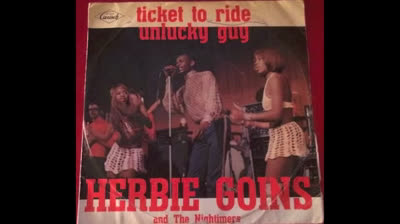 ticket to ride
unlucky guy
HERBIE GOINS
and The Nightimers